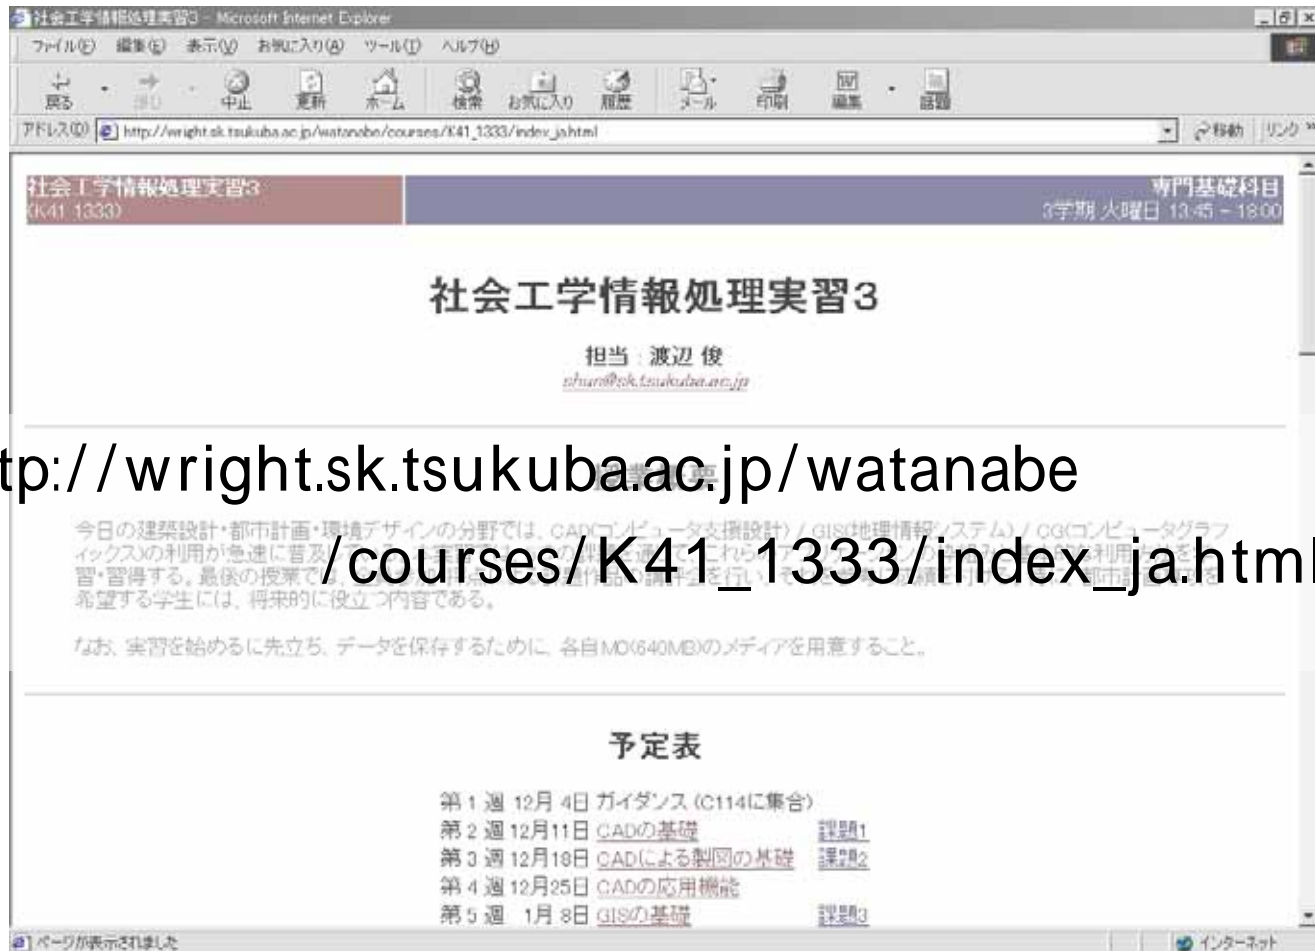 社会工学情報処理実習3 - Microsoft Internet Explorer
ファイル(F) 編集(E) 表示(V) お気に入り(A) ツール(T) ヘルプ(H)
戻る 中止 更新 ホーム 検索 お気に入り 履歴 メール 印刷 編集 話題
アドレス(D) http://wright.sk.tsukuba.ac.jp/watanabe/courses/K41_1333/index_ja.html 移動 リンク »
社会工学情報処理実習3 専門基礎科目
(K41 1333) 3学期 火曜日 13:45 - 18:00
社会工学情報処理実習3
担当 : 渡辺 俊
shun@sk.tsukuba.ac.jp
tp://wright.sk.tsukuba.ac.jp/watanabe
今日の建築設計・都市計画・環境デザインの分野では、CAD(コンピュータ支援設計) / GIS(地理情報システム) / CG(コンピュータグラフ
ィックス)の利用が急速に普及
/courses/K41_1333/index_ja.html
習・習得する。最後の授業では、
希望する学生には、将来的に役立つ内容である。
なお、実習を始めるに先立ち、データを保存するために、各自MO(640MB)のメディアを用意すること。
予定表
第 1 週 12月 4日 ガイダンス (C114に集合)
第 2 週 12月11日 CADの基礎 課題1
第 3 週 12月18日 CADによる製図の基礎 課題2
第 4 週 12月25日 CADの応用機能
第 5 週 1月 8日 GISの基礎 課題3
ページが表示されました インターネット